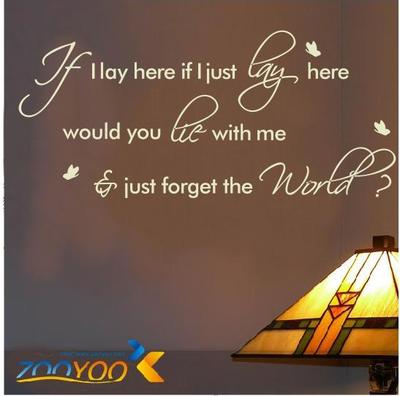 If I lay here if I just lay here
would you lie with me
& just forget the World ?
ZOOYOO